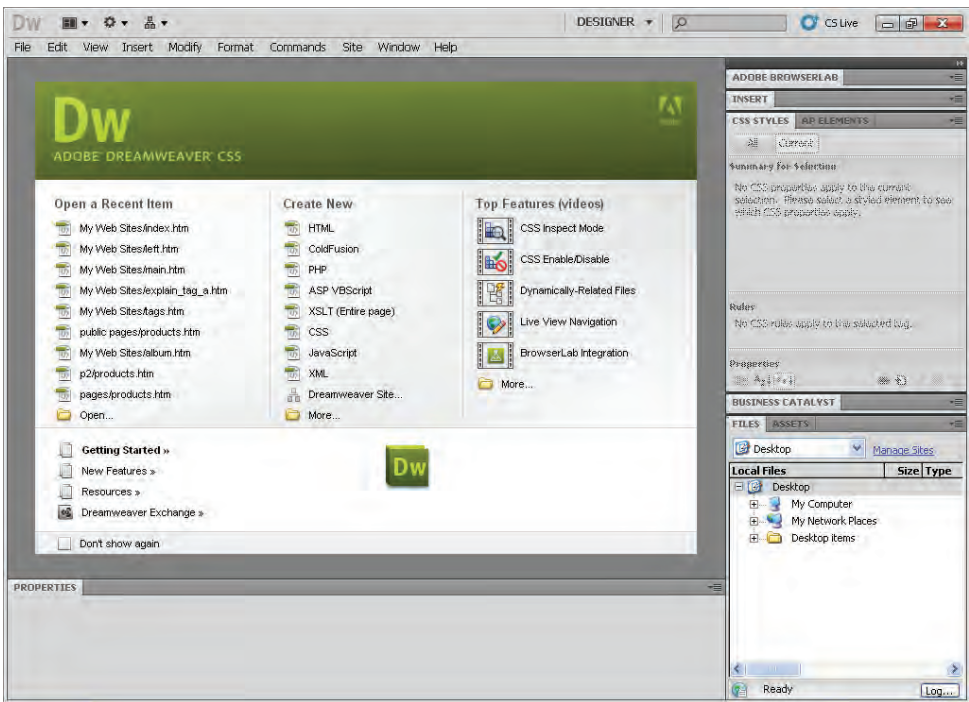 Dw
DESIGNER
CS Live
File Edit View Insert Modify Format Commands Site Window Help
Dw
ADOBE DREAMWEAVER CS5
Open a Recent Item
My Web Sites/index.htm
My Web Sites/left.htm
My Web Sites/main.htm
My Web Sites/explain_tag_a.htm
My Web Sites/tags.htm
public pages/products.htm
My Web Sites/album.htm
p2/products.htm
pages/products.htm
Open...
Create New
HTML
ColdFusion
PHP
ASP VBScript
XSLT (Entire page)
CSS
JavaScript
XML
Dreamweaver Site...
More...
Top Features (videos)
CSS Inspect Mode
CSS Enable/Disable
Dynamically-Related Files
Live View Navigation
BrowserLab Integration
More...
Getting Started »
New Features »
Resources »
Dreamweaver Exchange »
Dw
Don't show again
PROPERTIES
ADOBE BROWSERLAB
INSERT
CSS STYLES AP ELEMENTS
All Current
Summary for Selection
No CSS properties apply to the current
selection. Please select a styled element to see
which CSS properties apply.
Rules
No CSS rules apply to the selected tag.
Properties
BUSINESS CATALYST
FILES ASSETS
Desktop Manage Sites
Local Files Size Type
Desktop
My Computer
My Network Places
Desktop items
Ready Log...